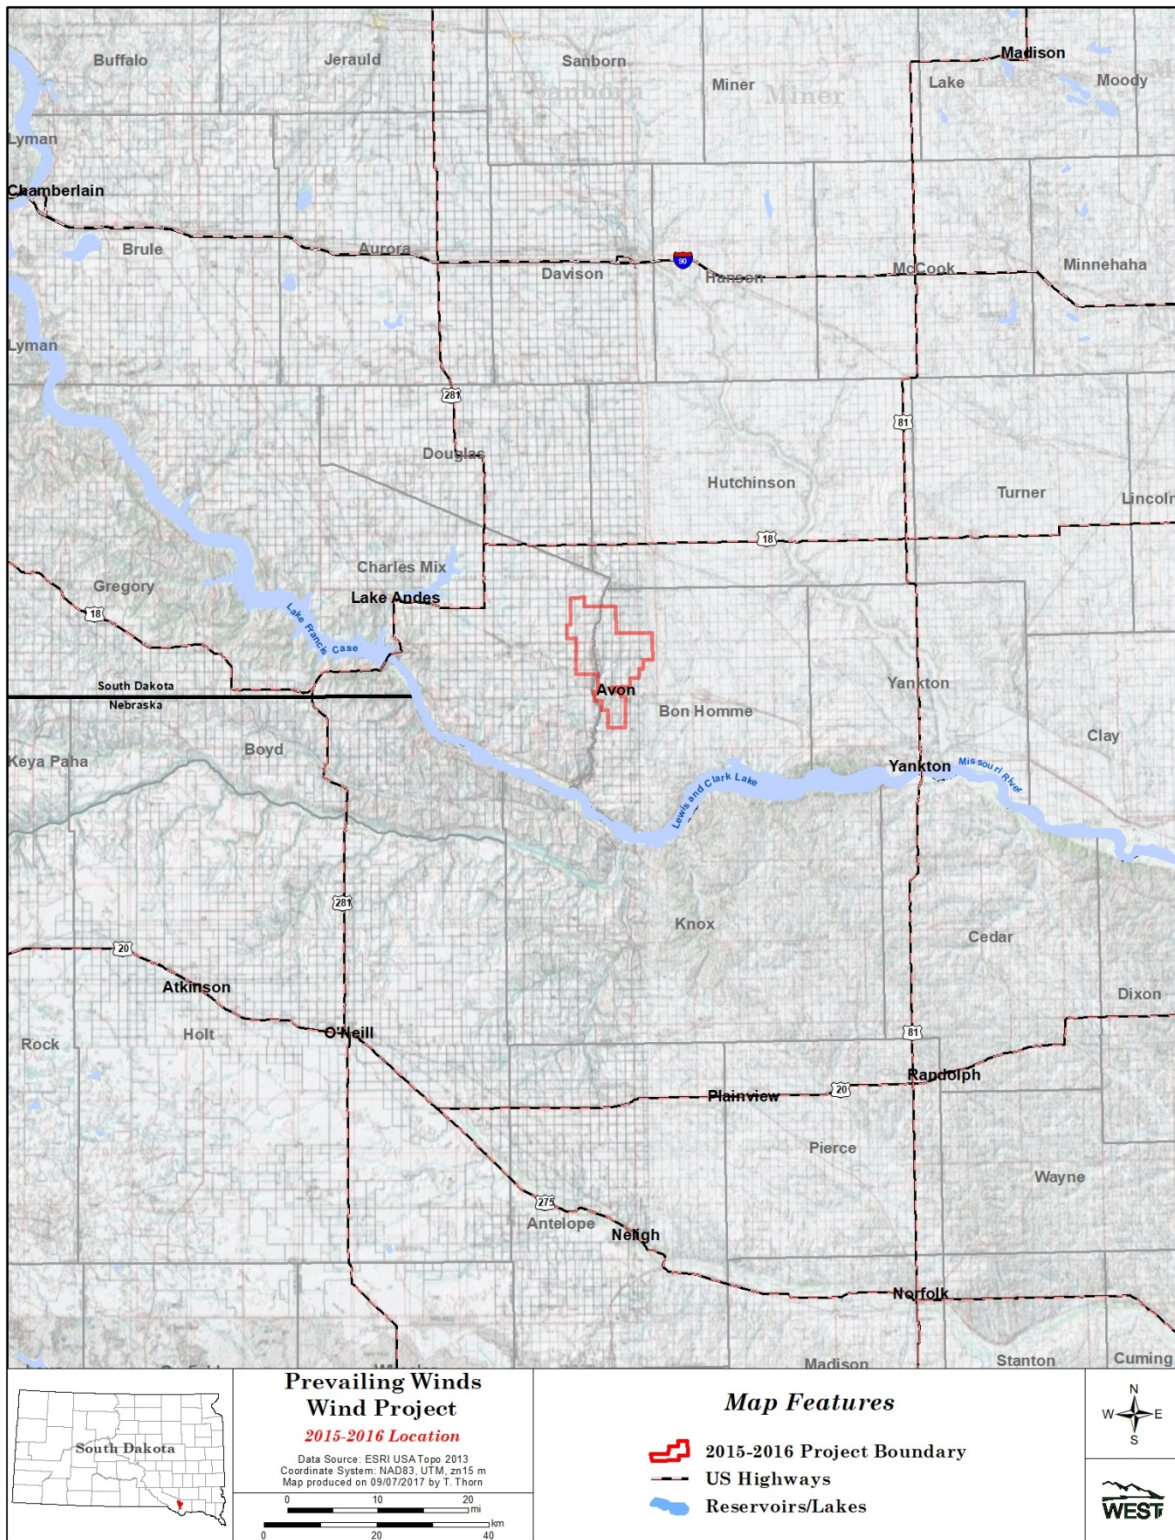 Buffalo
Jerauld
Sanborn
Sanborn
Miner
Miner
Madison
Lake
Lake
Moody
Lyman
Chamberlain
Brule
Aurora
Davison
90
Hanson
McCook
Minnehaha
Lyman
281
81
Douglas
Hutchinson
Turner
Lincoln
18
Charles Mix
Gregory
Lake Andes
18
Lake Francis Case
South Dakota
Nebraska
Avon
Bon Homme
Yankton
Clay
Keya Paha
Boyd
Yankton
Missouri River
Lewis and Clark Lake
281
Knox
Cedar
20
Atkinson
Dixon
Holt
O'Neill
Rock
81
Randolph
20
Plainview
Pierce
Wayne
275
Antelope
Neligh
Norfolk
Madison
Stanton
Cuming
South Dakota
Prevailing Winds
Wind Project
2015-2016 Location
Data Source: ESRI USATopo 2013
Coordinate System: NAD83, UTM, zn15 m
Map produced on 09/07/2017 by T. Thorn
0 10 20
mi
km
0 20 40
Map Features
2015-2016 Project Boundary
US Highways
Reservoirs/Lakes
N
W E
S
WEST